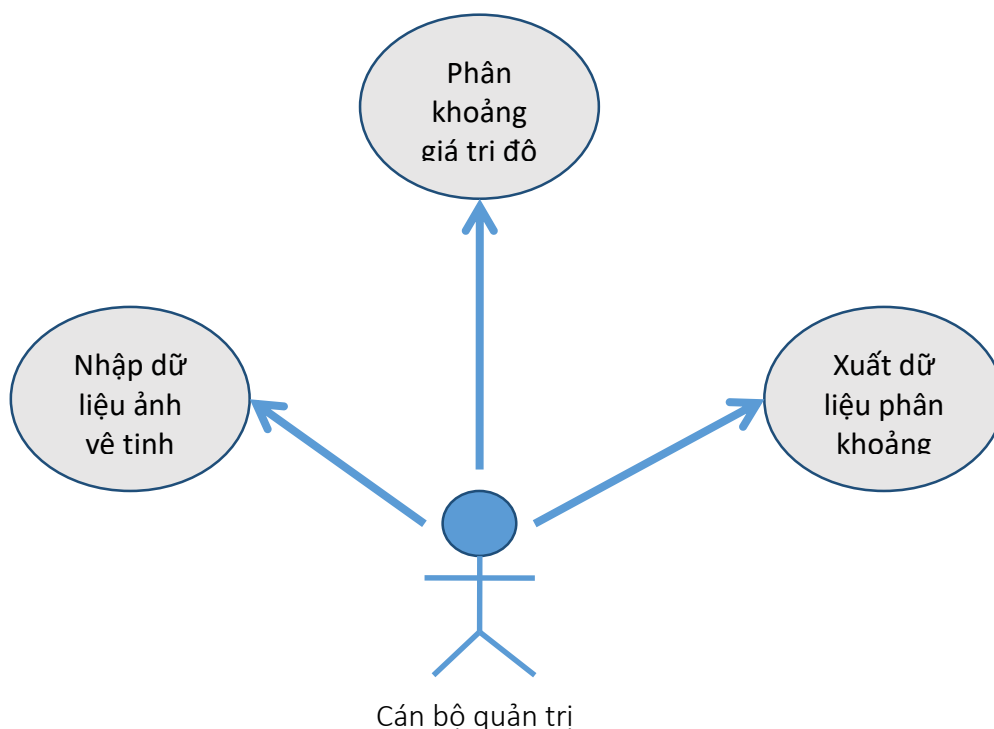 Phân
khoảng
giá trị độ
Nhập dữ
liệu ảnh
vệ tinh
Xuất dữ
liệu phân
khoảng
Cán bộ quản trị